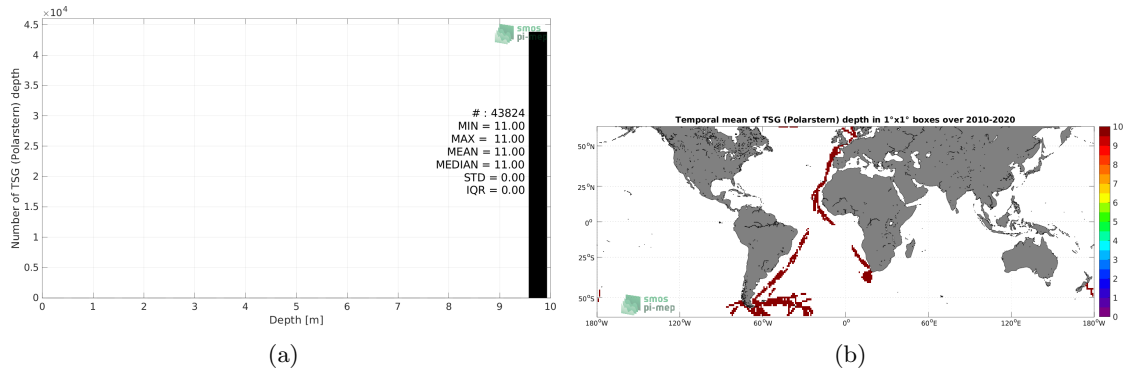 ×10⁴
4.5
4
3.5
3
2.5
2
1.5
1
0.5
0
Number of TSG (Polarstern) depth
smos
pi-mep
# : 43824
MIN = 11.00
MAX = 11.00
MEAN = 11.00
MEDIAN = 11.00
STD = 0.00
IQR = 0.00
0 1 2 3 4 5 6 7 8 9 10
Depth [m]
(a)
Temporal mean of TSG (Polarstern) depth in 1°x1° boxes over 2010-2020
50°N
25°N
0°
25°S
50°S
smos
pi-mep
180°W 120°W 60°W 0° 60°E 120°E 180°W
10
9
8
7
6
5
4
3
2
1
0
(b)